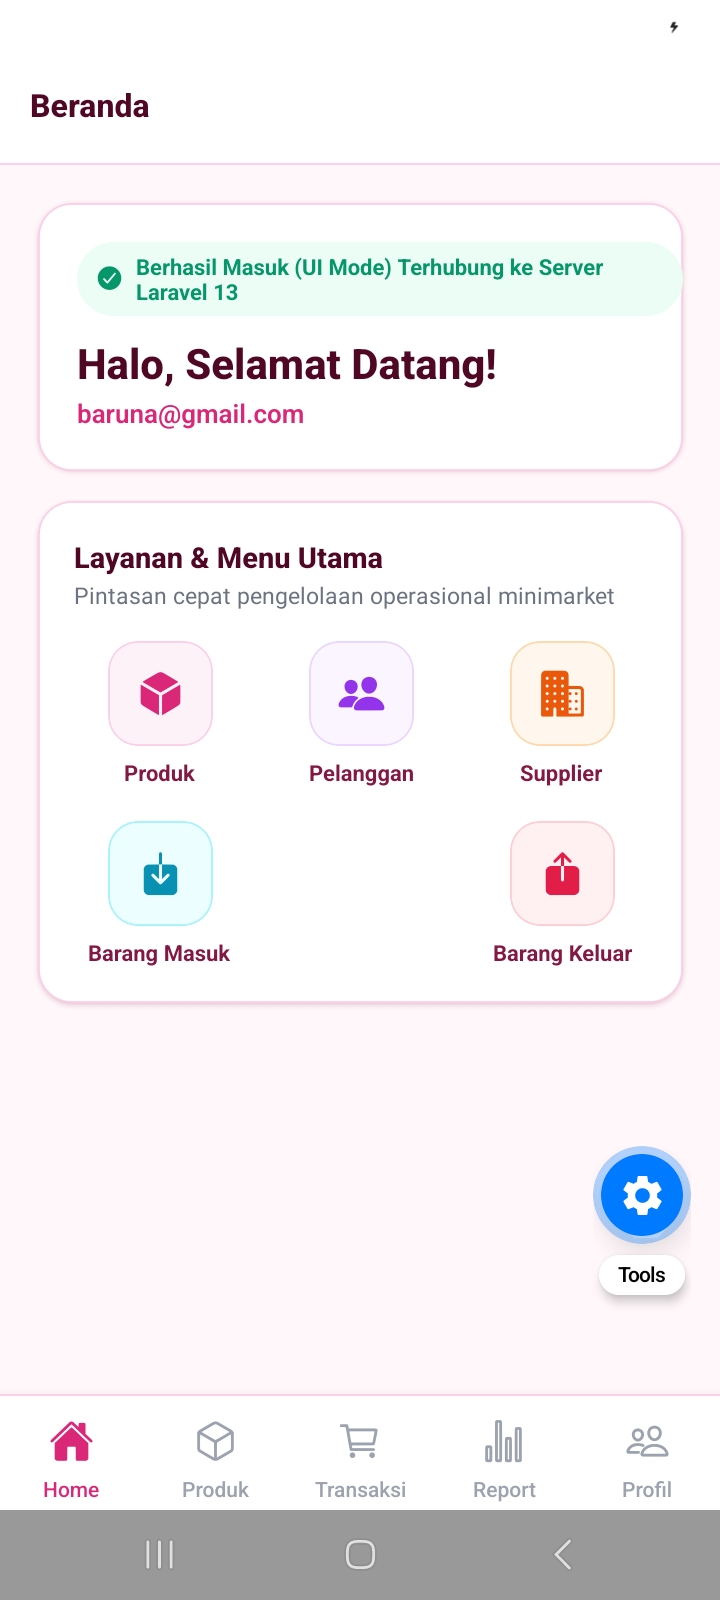 Beranda
Berhasil Masuk (UI Mode) Terhubung ke Server
Laravel 13
Halo, Selamat Datang!
baruna@gmail.com
Layanan & Menu Utama
Pintasan cepat pengelolaan operasional minimarket
Produk
Pelanggan
Supplier
Barang Masuk
Barang Keluar
Tools
Home
Produk
Transaksi
Report
Profil